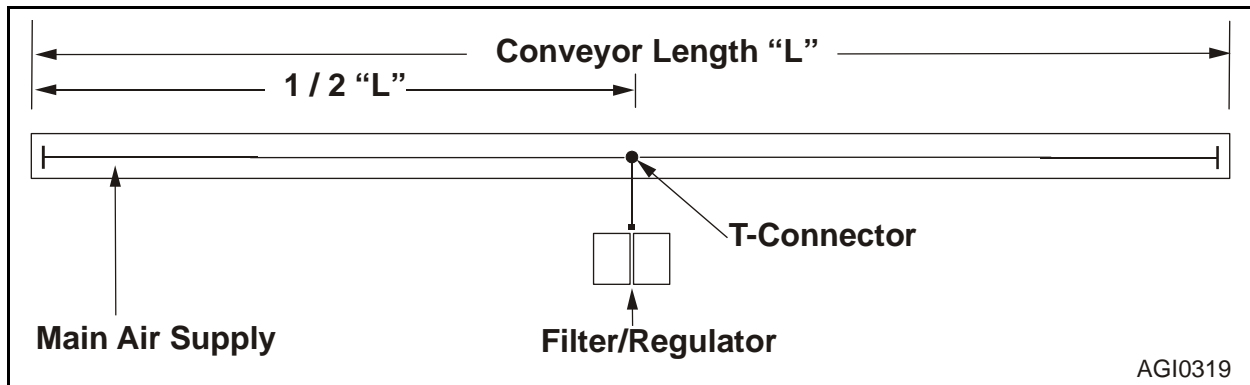 Conveyor Length “L”
1 / 2 “L”
T-Connector
Main Air Supply
Filter/Regulator
AGI0319